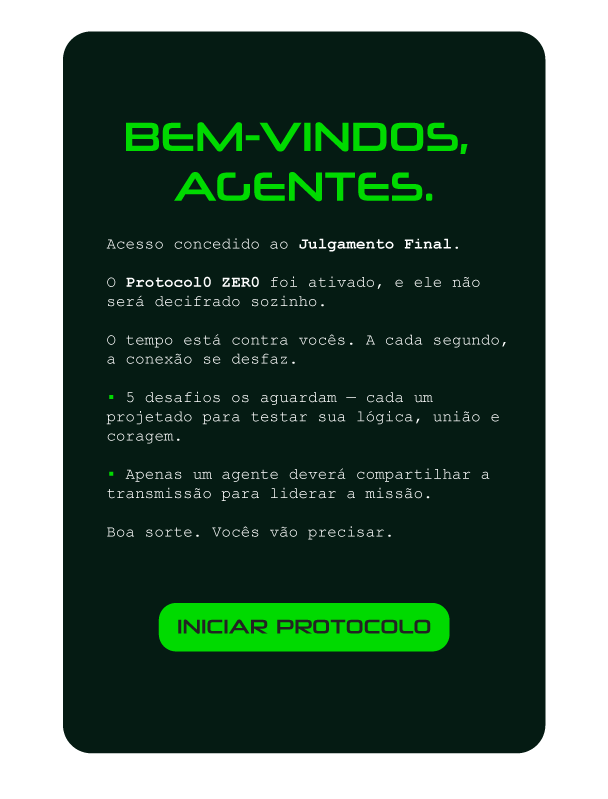 BEM-VINDOS,
AGENTES.
Acesso concedido ao Julgamento Final.
O Protocol0 ZER0 foi ativado, e ele não
será decifrado sozinho.
O tempo está contra vocês. A cada segundo,
a conexão se desfaz.
▪ 5 desafios os aguardam — cada um
projetado para testar sua lógica, união e
coragem.
▪ Apenas um agente deverá compartilhar a
transmissão para liderar a missão.
Boa sorte. Vocês vão precisar.
INICIAR PROTOCOLO